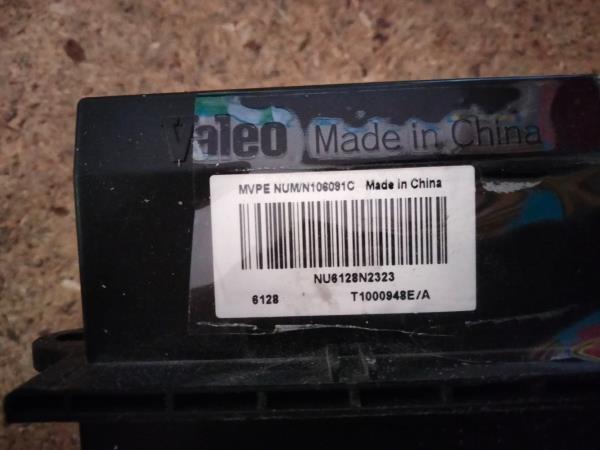 Valeo Made in China
MVPE NUM/N106091C Made in China
NU6128N2323
6128 T1000948E/A